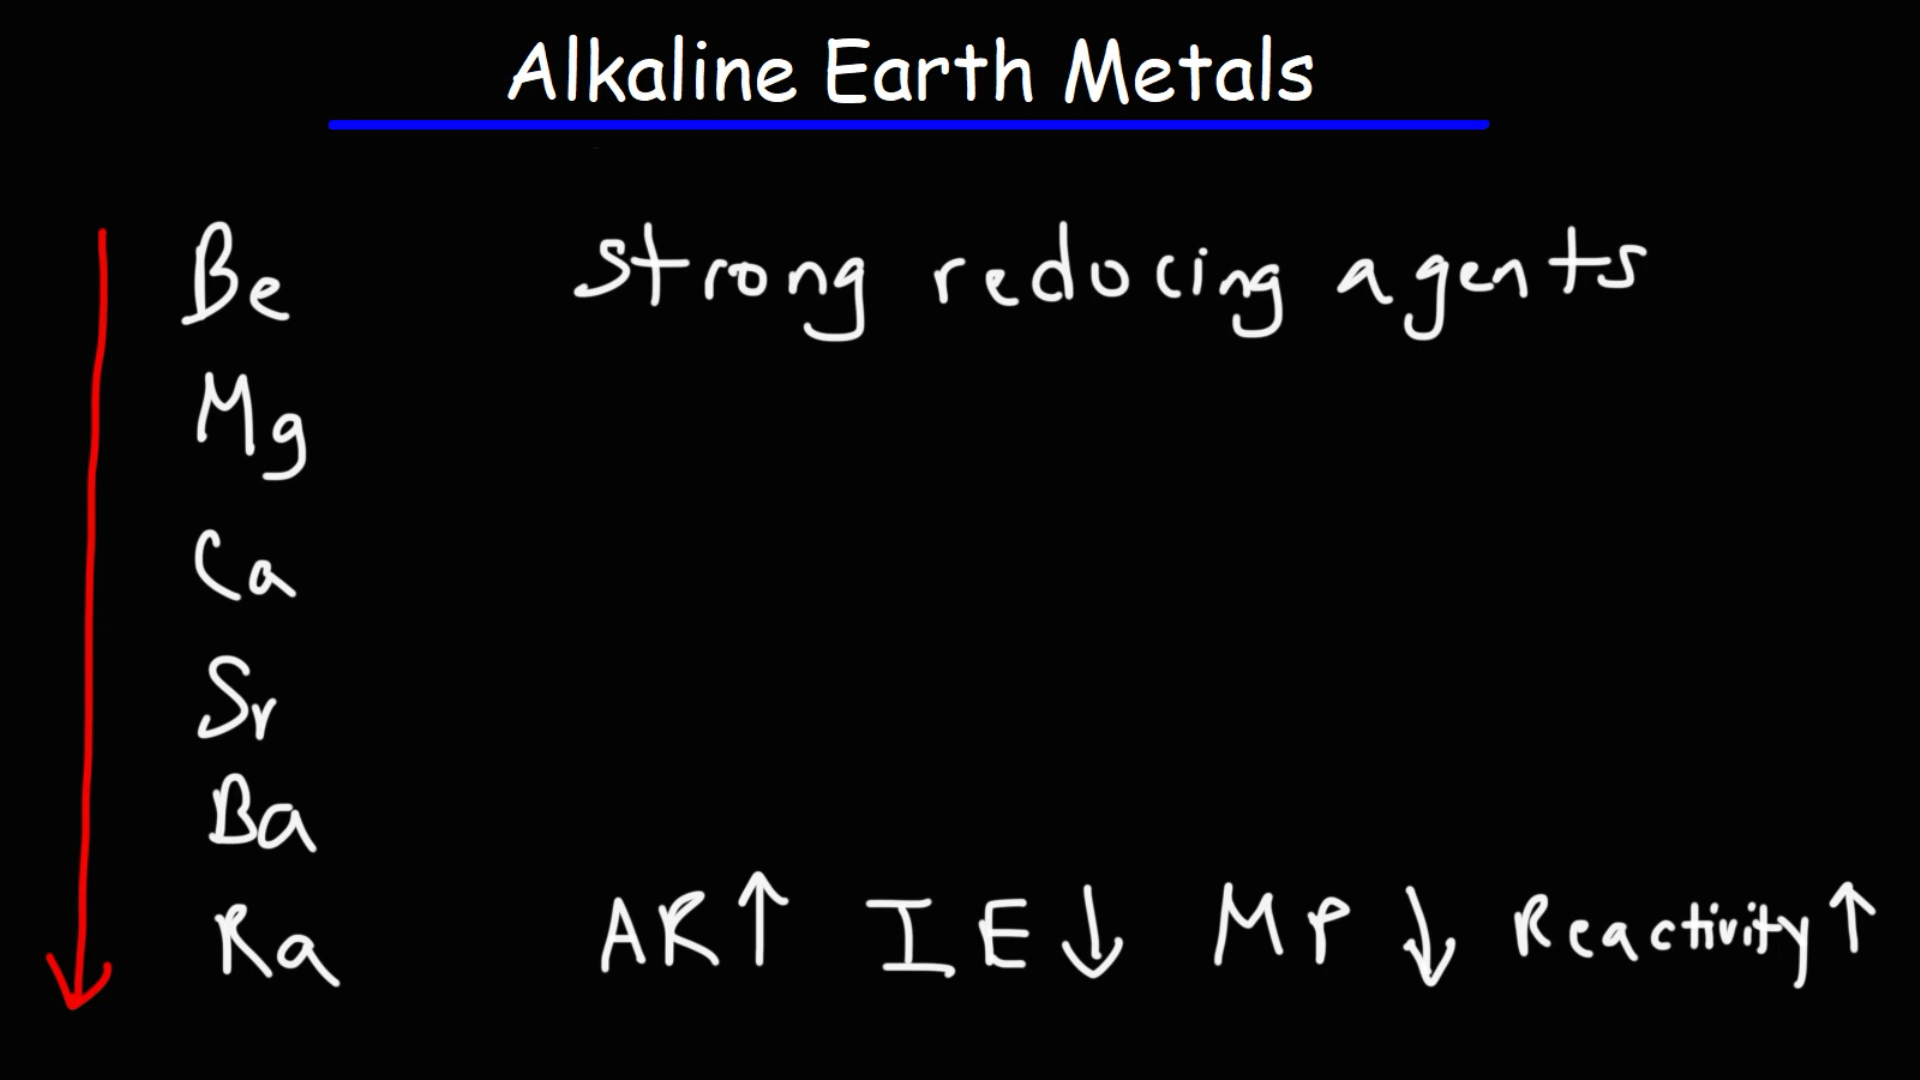 Alkaline Earth Metals
Be strong reducing agents
Mg
Ca
Sr
Ba
Ra AR↑ IE↓ MP↓ Reactivity↑